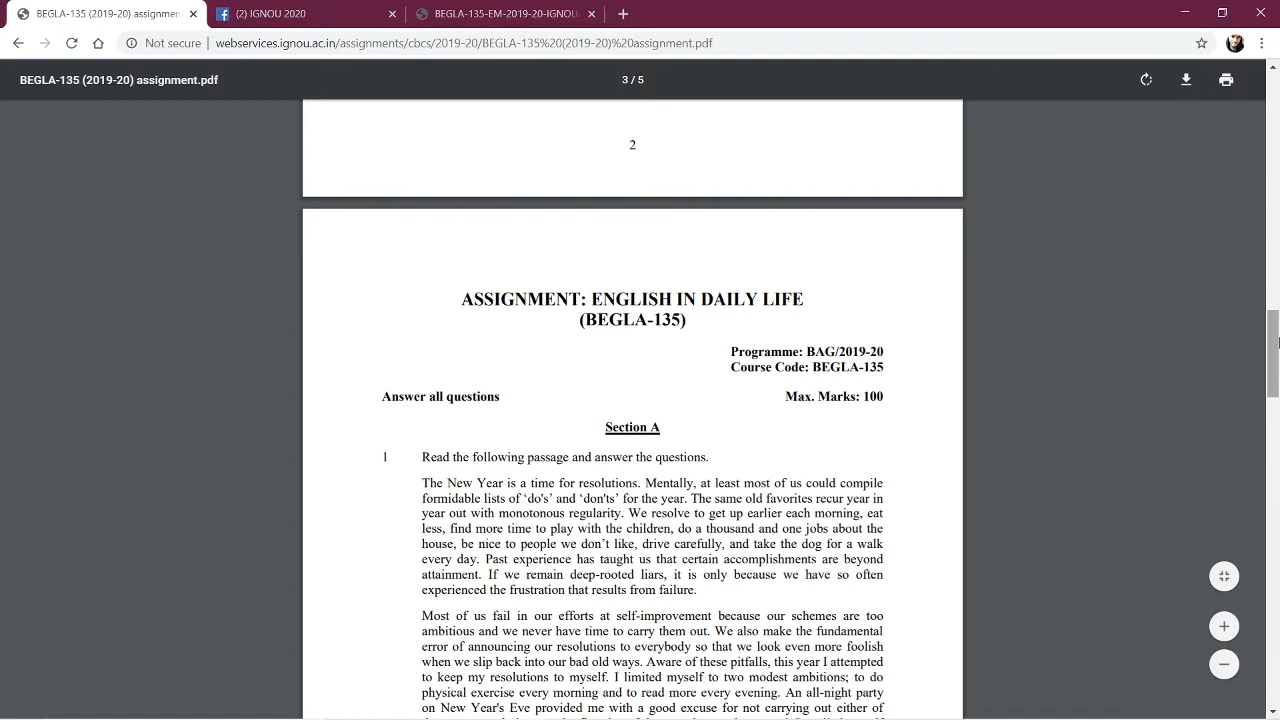 BEGLA-135 (2019-20) assignment
(2) IGNOU 2020
BEGLA-135-EM-2019-20-IGNOU
Not secure
webservices.ignou.ac.in/assignments/cbcs/2019-20/BEGLA-135%20(2019-20)%20assignment.pdf
BEGLA-135 (2019-20) assignment.pdf
3 / 5
2
ASSIGNMENT: ENGLISH IN DAILY LIFE
(BEGLA-135)
Programme: BAG/2019-20
Course Code: BEGLA-135
Answer all questions Max. Marks: 100
Section A
1 Read the following passage and answer the questions.
The New Year is a time for resolutions. Mentally, at least most of us could compile
formidable lists of ‘do's’ and ‘don'ts’ for the year. The same old favorites recur year in
year out with monotonous regularity. We resolve to get up earlier each morning, eat
less, find more time to play with the children, do a thousand and one jobs about the
house, be nice to people we don’t like, drive carefully, and take the dog for a walk
every day. Past experience has taught us that certain accomplishments are beyond
attainment. If we remain deep-rooted liars, it is only because we have so often
experienced the frustration that results from failure.
Most of us fail in our efforts at self-improvement because our schemes are too
ambitious and we never have time to carry them out. We also make the fundamental
error of announcing our resolutions to everybody so that we look even more foolish
when we slip back into our bad old ways. Aware of these pitfalls, this year I attempted
to keep my resolutions to myself. I limited myself to two modest ambitions; to do
physical exercise every morning and to read more every evening. An all-night party
on New Year's Eve provided me with a good excuse for not carrying out either of